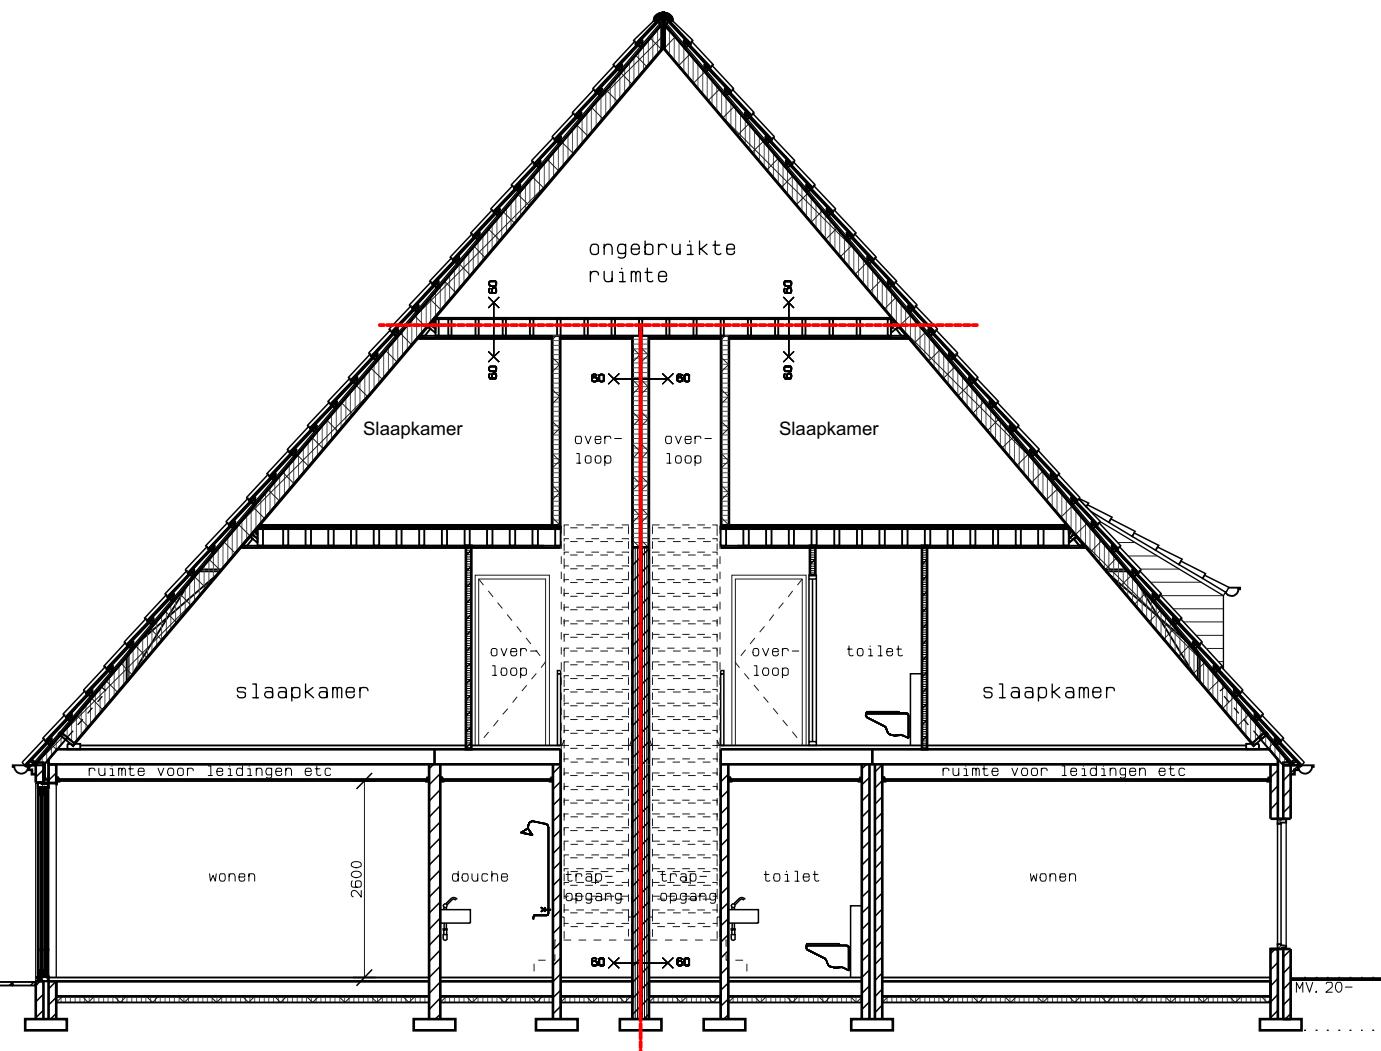 ongebruikte
ruimte
60
60
60
60
60
60
Slaapkamer
Slaapkamer
over-
loop
over-
loop
over-
loop
over-
loop
toilet
slaapkamer
slaapkamer
ruimte voor leidingen etc
ruimte voor leidingen etc
wonen
2600
douche
trap-
opgang
trap-
opgang
toilet
wonen
60
60
MV. 20-